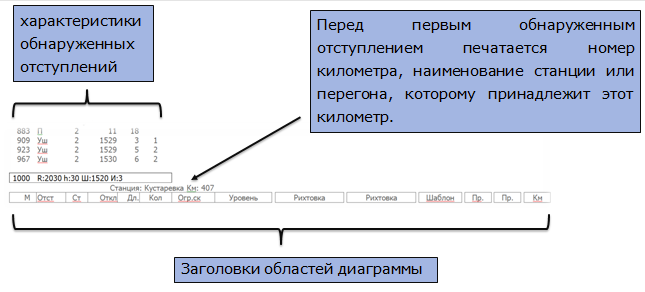 характеристики
обнаруженных
отступлений
Перед первым обнаруженным
отступлением печатается номер
километра, наименование станции или
перегона, которому принадлежит этот
километр.
883 П 2 11 18
909 Уш 2 1529 3 1
923 Уш 2 1529 5 2
967 Уш 2 1530 6 2
1000 R:2030 h:30 Ш:1520 И:3
Станция: Кустаревка Км: 407
М Отст Ст Откл Дл. Кол Огр.ск Уровень Рихтовка Рихтовка Шаблон Пр. Пр. Км
Заголовки областей диаграммы